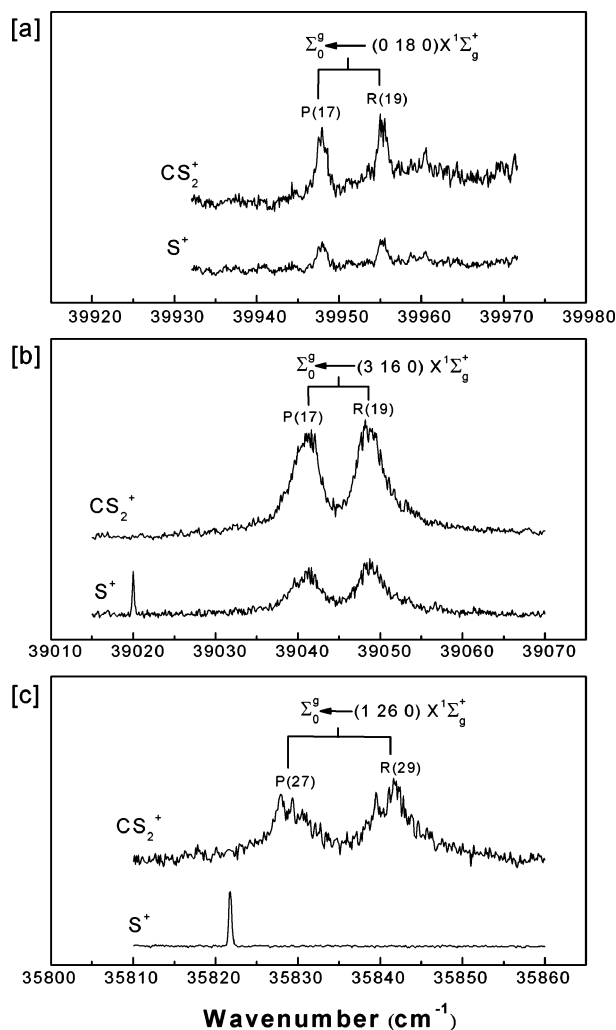 [a]
Σ₀ᵍ ← (0 18 0)X¹Σg⁺
P(17) R(19)
CS₂⁺
S⁺
39920 39930 39940 39950 39960 39970 39980
[b]
Σ₀ᵍ ← (3 16 0) X¹Σg⁺
P(17) R(19)
CS₂⁺
S⁺
39010 39020 39030 39040 39050 39060 39070
[c]
Σ₀ᵍ ← (1 26 0) X¹Σg⁺
P(27) R(29)
CS₂⁺
S⁺
35800 35810 35820 35830 35840 35850 35860
Wavenumber (cm⁻¹)